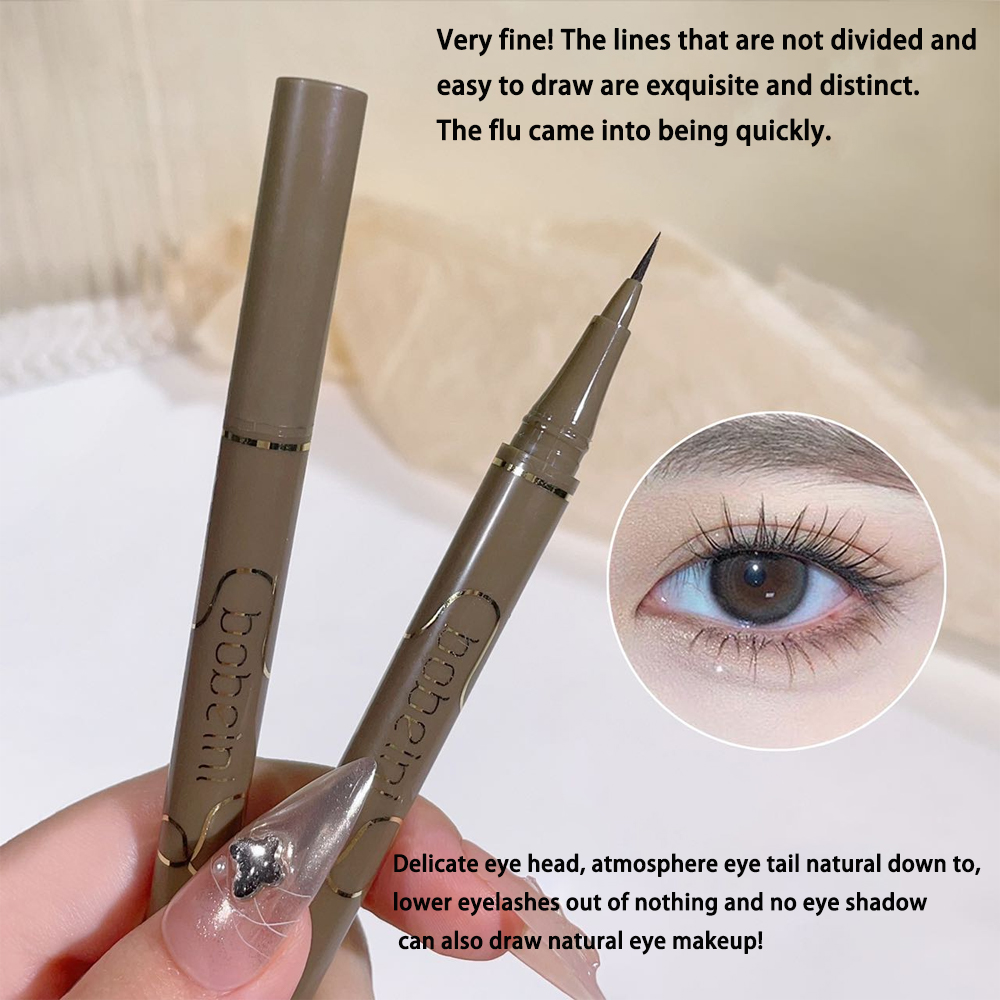 Very fine! The lines that are not divided and
easy to draw are exquisite and distinct.
The flu came into being quickly.
bobeini
bobeini
Delicate eye head, atmosphere eye tail natural down to,
lower eyelashes out of nothing and no eye shadow
can also draw natural eye makeup!